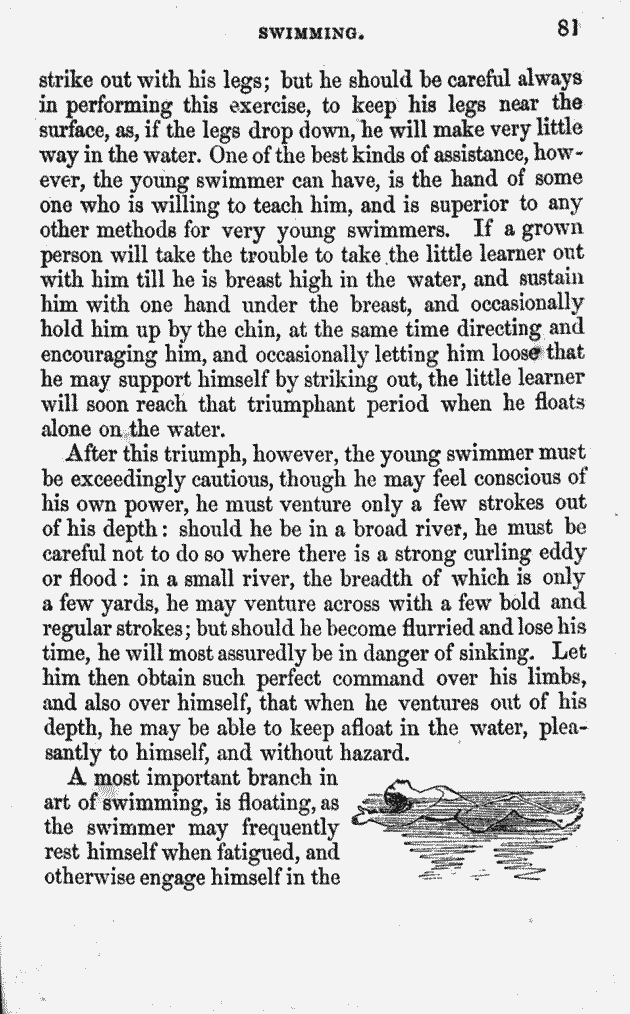 SWIMMING. 81
strike out with his legs; but he should be careful always
in performing this exercise, to keep his legs near the
surface, as, if the legs drop down, he will make very little
way in the water. One of the best kinds of assistance, how-
ever, the young swimmer can have, is the hand of some
one who is willing to teach him, and is superior to any
other methods for very young swimmers. If a grown
person will take the trouble to take the little learner out
with him till he is breast high in the water, and sustain
him with one hand under the breast, and occasionally
hold him up by the chin, at the same time directing and
encouraging him, and occasionally letting him loose that
he may support himself by striking out, the little learner
will soon reach that triumphant period when he floats
alone on the water.
After this triumph, however, the young swimmer must
be exceedingly cautious, though he may feel conscious of
his own power, he must venture only a few strokes out
of his depth: should he be in a broad river, he must be
careful not to do so where there is a strong curling eddy
or flood: in a small river, the breadth of which is only
a few yards, he may venture across with a few bold and
regular strokes; but should he become flurried and lose his
time, he will most assuredly be in danger of sinking. Let
him then obtain such perfect command over his limbs,
and also over himself, that when he ventures out of his
depth, he may be able to keep afloat in the water, plea-
santly to himself, and without hazard.
A most important branch in
art of swimming, is floating, as
the swimmer may frequently
rest himself when fatigued, and
otherwise engage himself in the